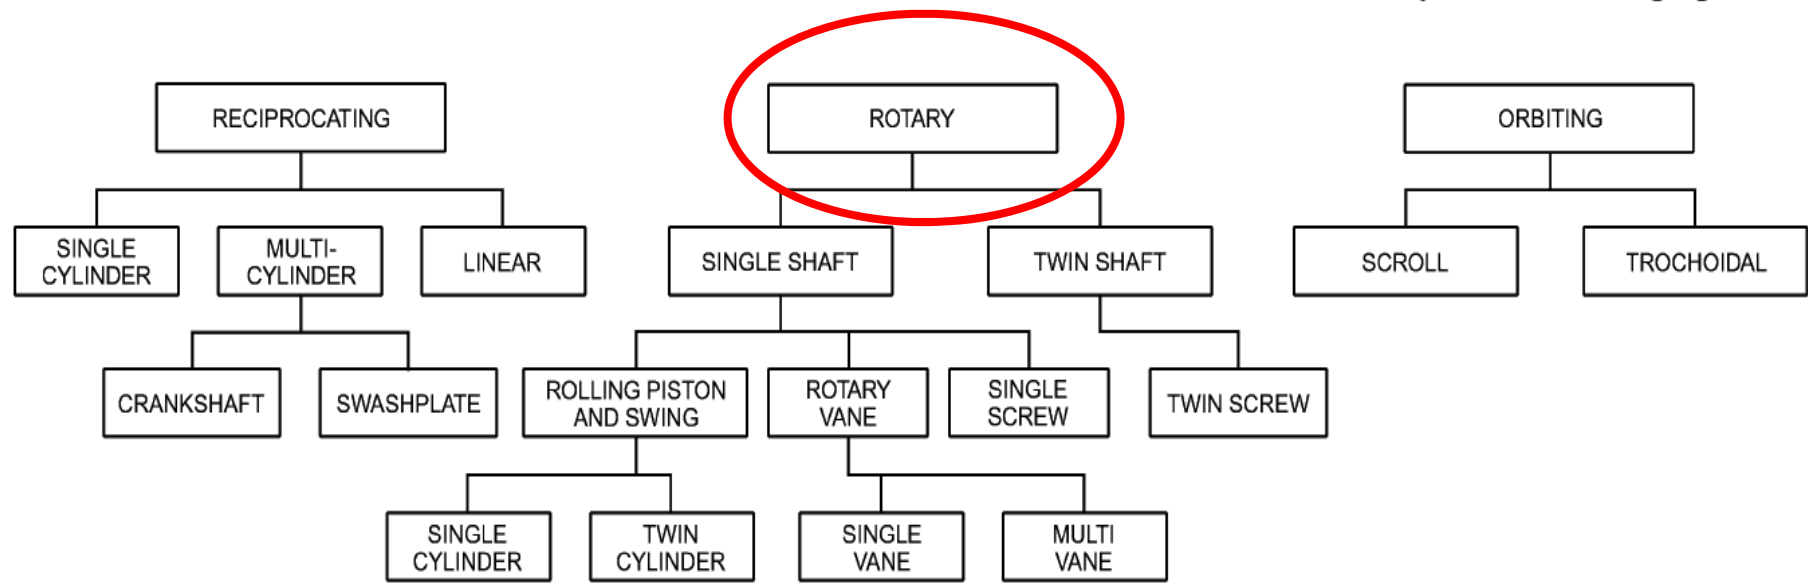 RECIPROCATING
ROTARY
ORBITING
SINGLE
CYLINDER
MULTI-
CYLINDER
LINEAR
SINGLE SHAFT
TWIN SHAFT
SCROLL
TROCHOIDAL
CRANKSHAFT
SWASHPLATE
ROLLING PISTON
AND SWING
ROTARY
VANE
SINGLE
SCREW
TWIN SCREW
SINGLE
CYLINDER
TWIN
CYLINDER
SINGLE
VANE
MULTI
VANE